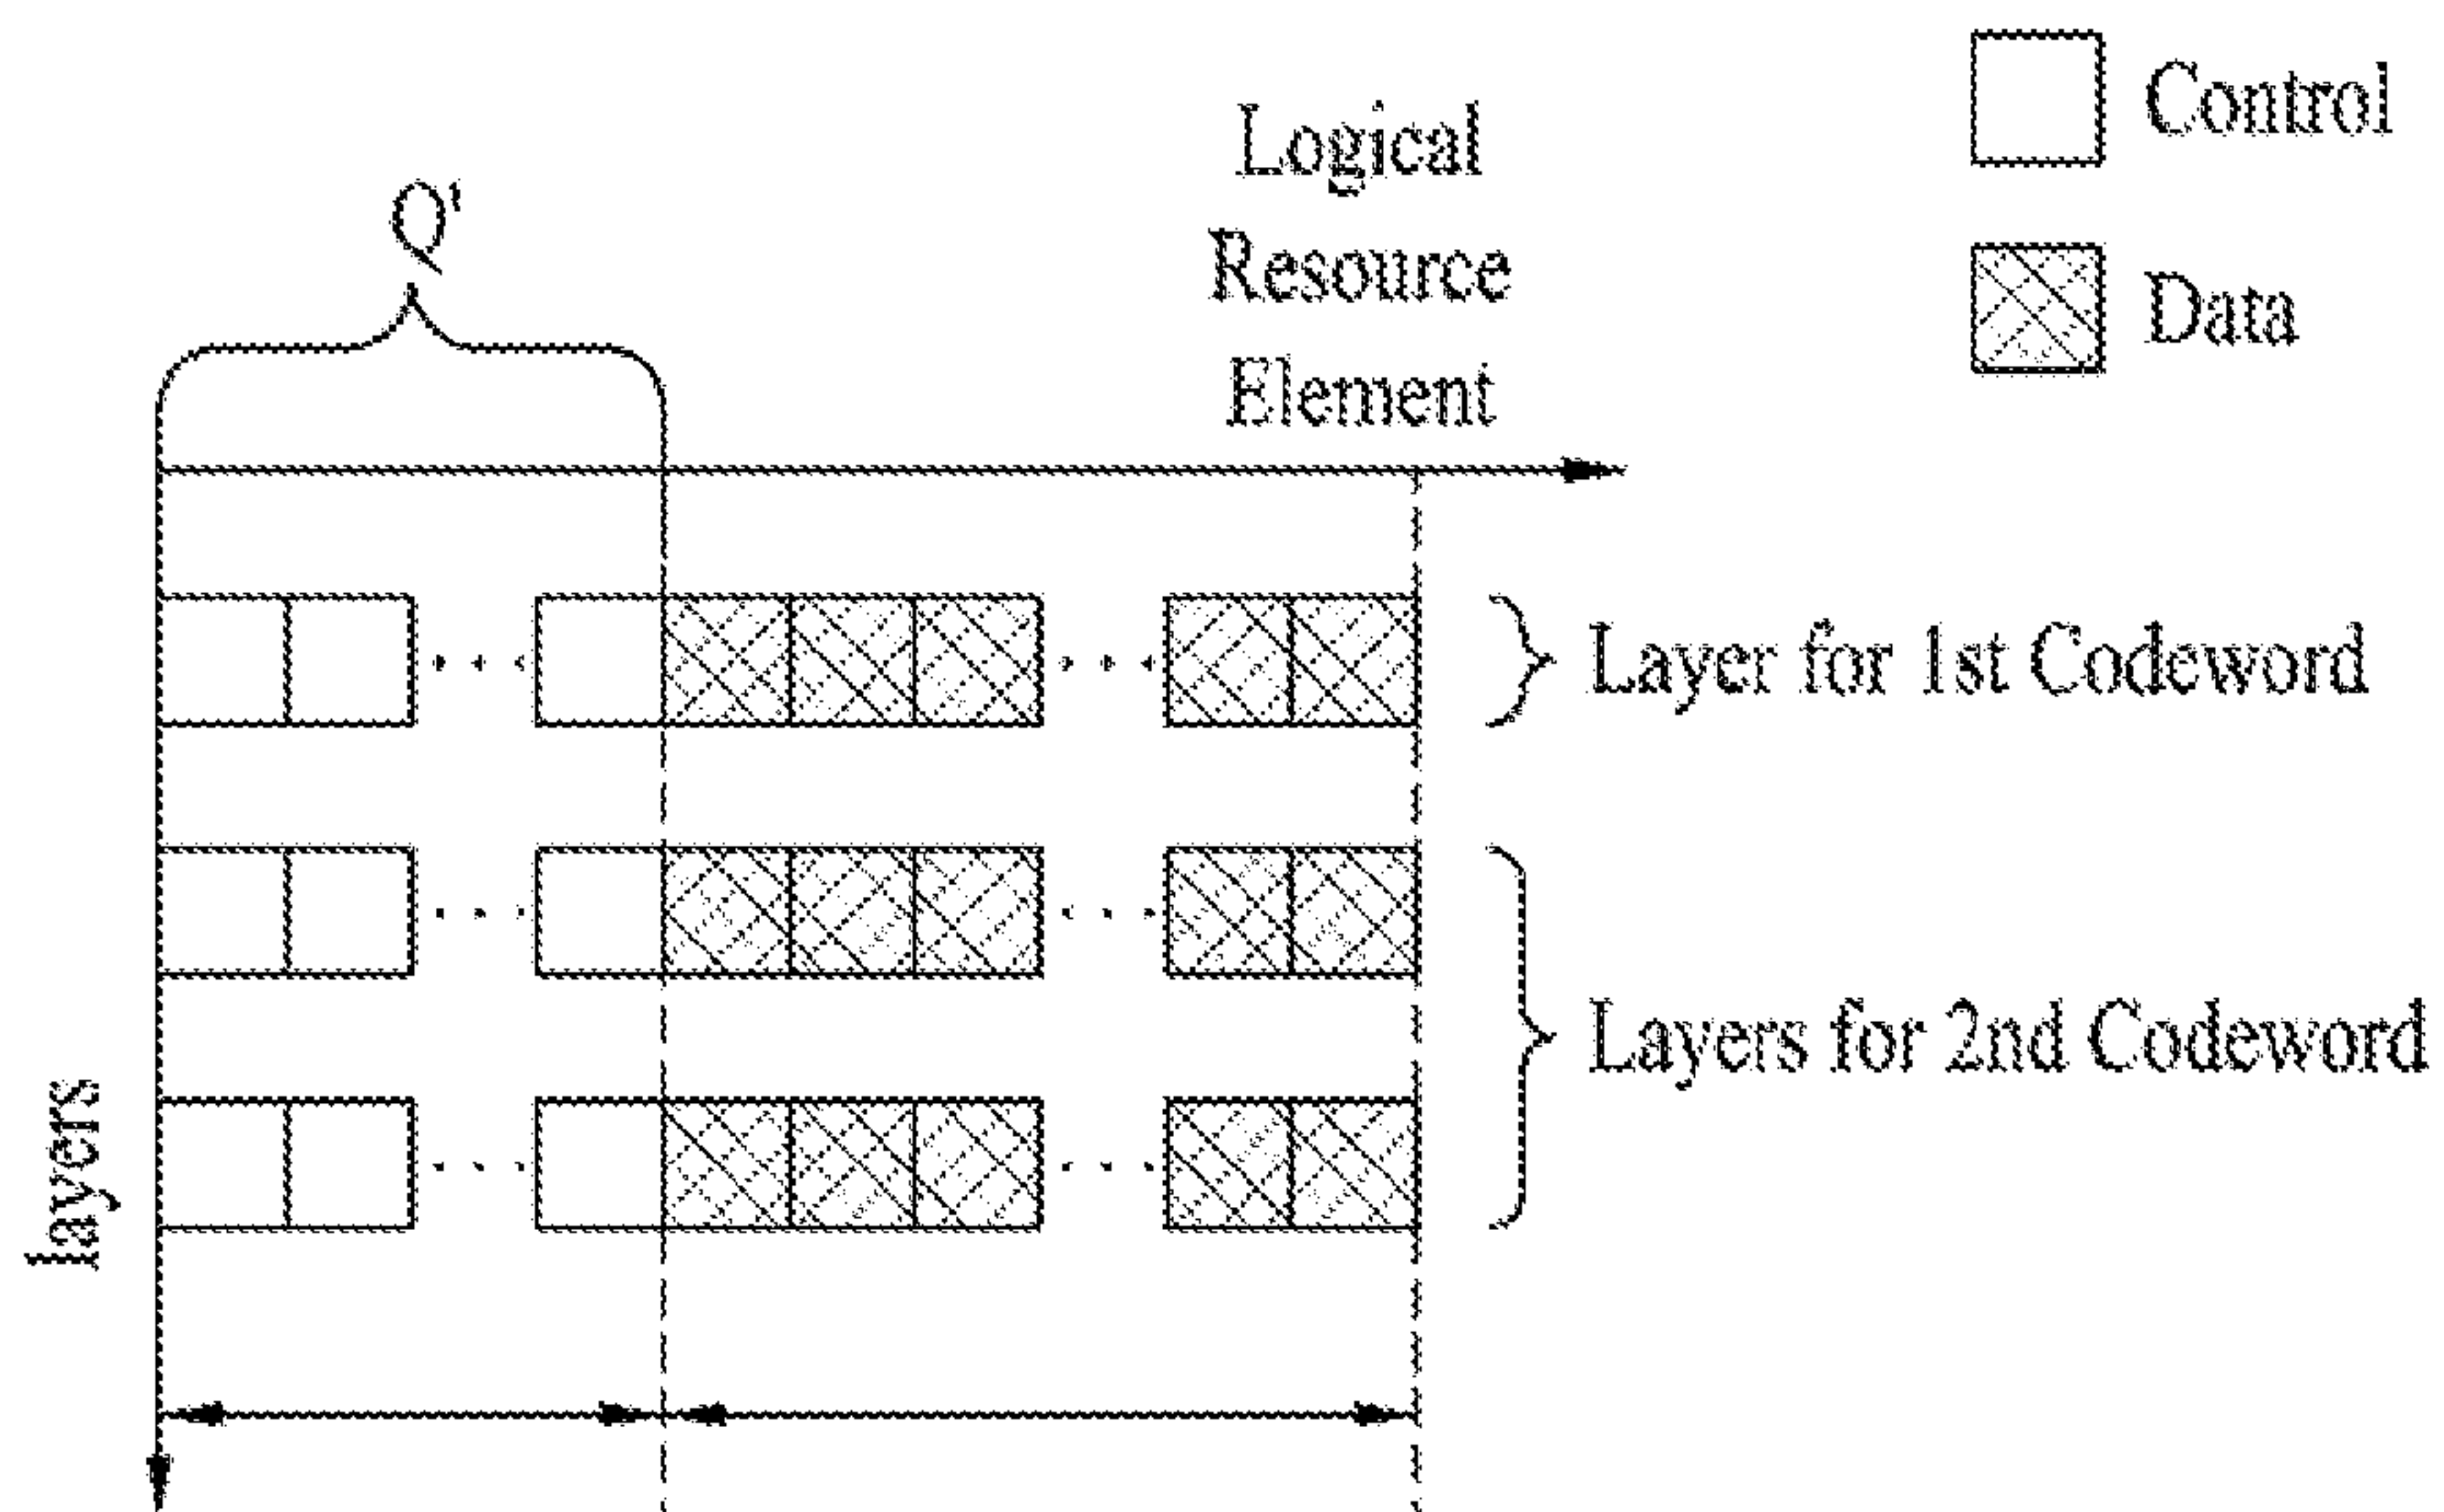 Control
Data
Logical
Resource
Element
Q'
Layer for 1st Codeword
Layers for 2nd Codeword
layers